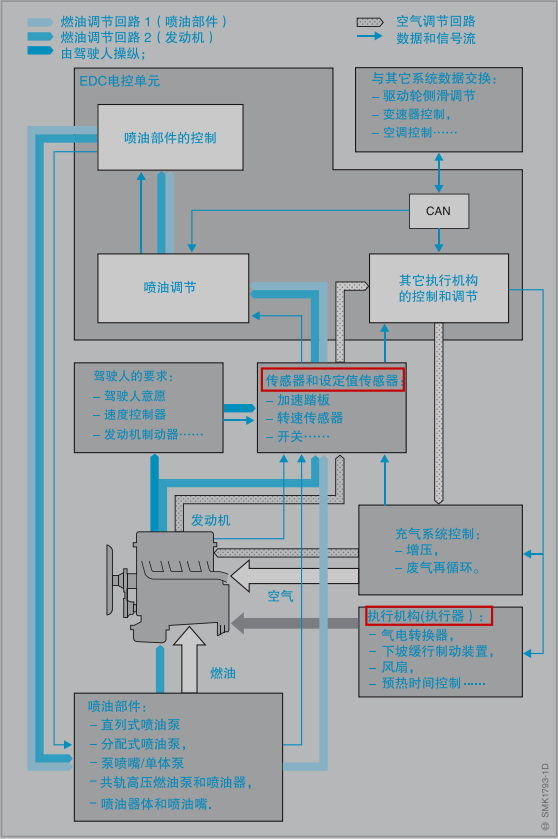 燃油调节回路1(喷油部件)
燃油调节回路2(发动机)
由驾驶人操纵;
空气调节回路
数据和信号流
EDC电控单元
与其它系统数据交换:
– 驱动轮侧滑调节
– 变速器控制,
– 空调控制……
喷油部件的控制
CAN
喷油调节
其它执行机构
的控制和调节
驾驶人的要求:
– 驾驶人意愿
– 速度控制器
– 发动机制动器……
传感器和设定值传感器:
– 加速踏板
– 转速传感器
– 开关……
发动机
充气系统控制:
– 增压,
– 废气再循环。
空气
执行机构(执行器):
– 气电转换器,
– 下坡缓行制动装置,
– 风扇,
– 预热时间控制……
燃油
喷油部件:
– 直列式喷油泵
– 分配式喷油泵,
– 泵喷嘴/单体泵
– 共轨高压燃油泵和喷油器,
– 喷油器体和喷油嘴.
SMK1793-1D